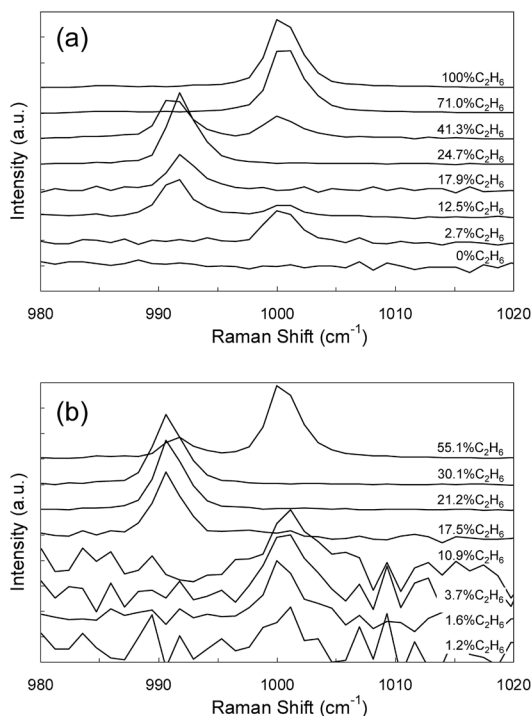 (a)
Intensity (a.u.)
100%C₂H₆
71.0%C₂H₆
41.3%C₂H₆
24.7%C₂H₆
17.9%C₂H₆
12.5%C₂H₆
2.7%C₂H₆
0%C₂H₆
980 990 1000 1010 1020
Raman Shift (cm⁻¹)
(b)
Intensity (a.u.)
55.1%C₂H₆
30.1%C₂H₆
21.2%C₂H₆
17.5%C₂H₆
10.9%C₂H₆
3.7%C₂H₆
1.6%C₂H₆
1.2%C₂H₆
980 990 1000 1010 1020
Raman Shift (cm⁻¹)